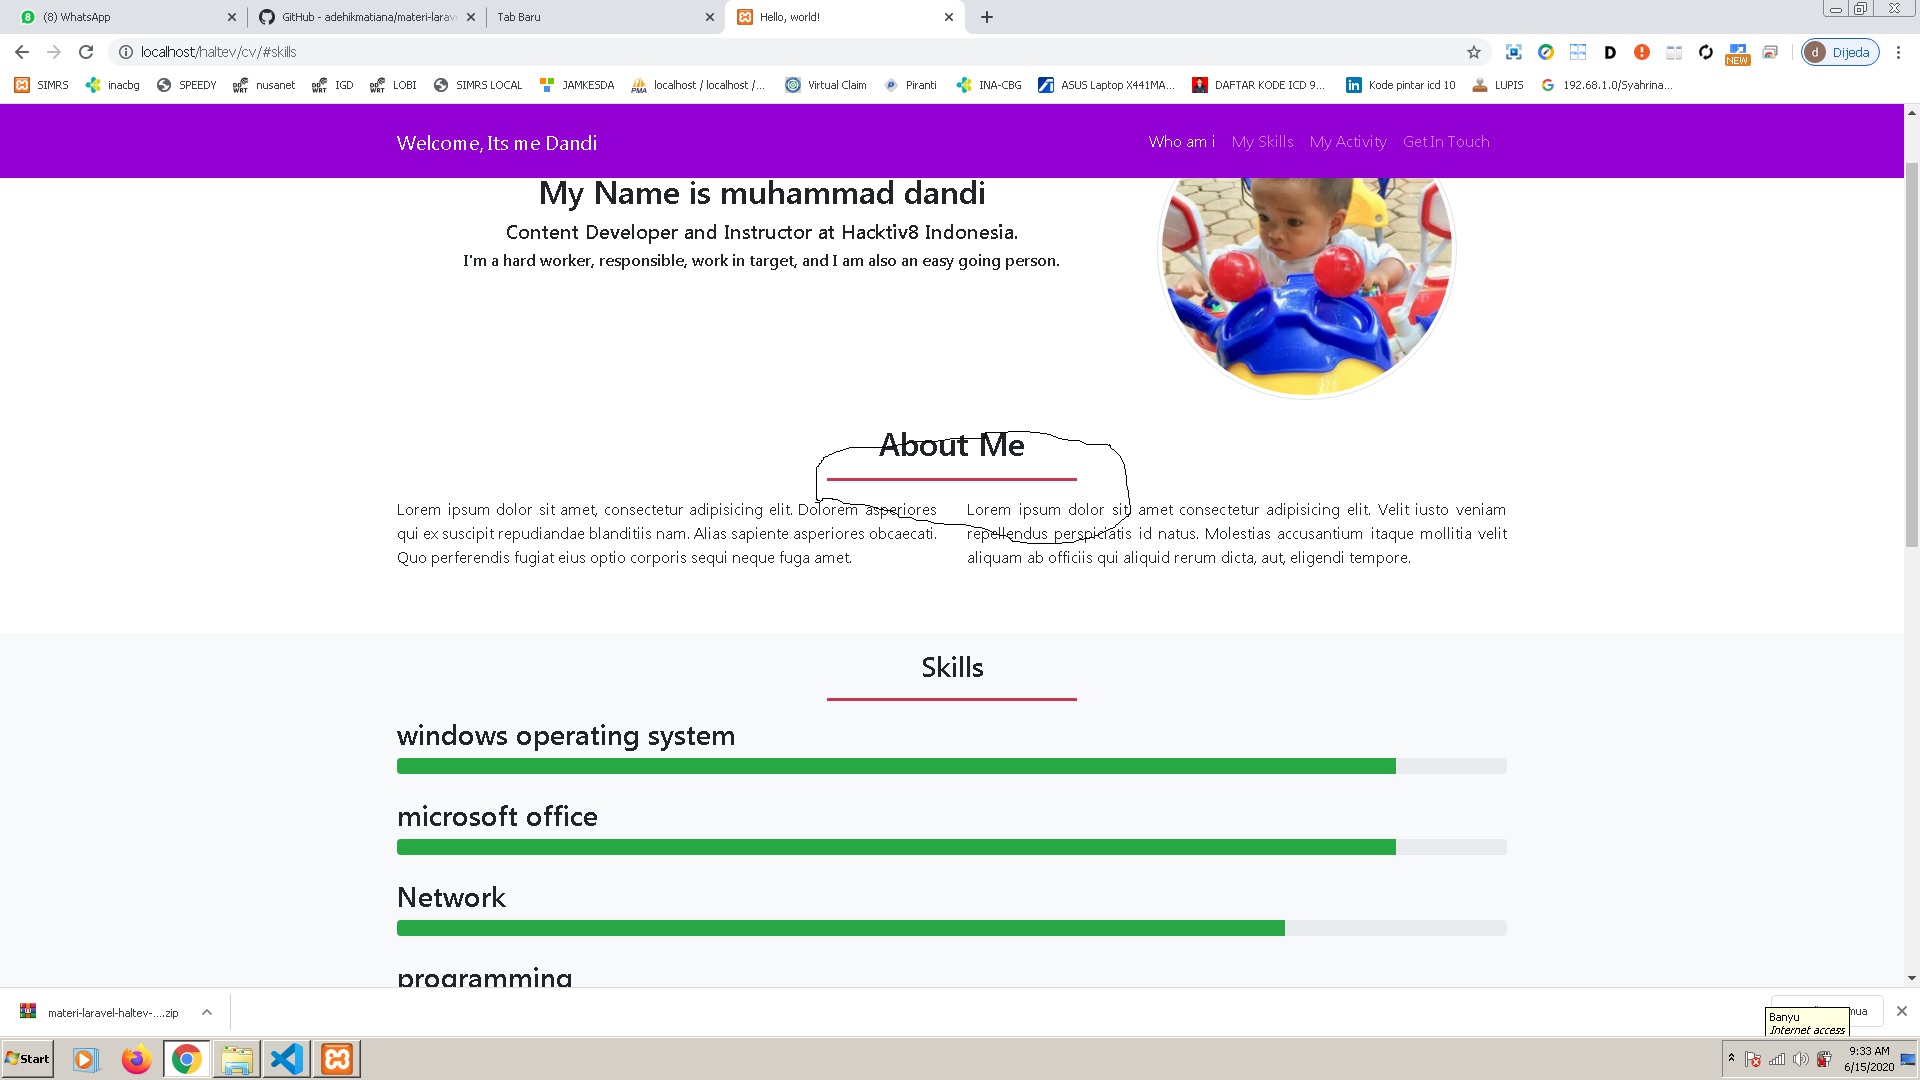 (8) WhatsApp
GitHub - adehikmatiana/materi-larav
Tab Baru
Hello, world!
localhost/haltev/cv/#skills
NEW
d Dijeda
SIMRS
inacbg
SPEEDY
nusanet
IGD
LOBI
SIMRS LOCAL
JAMKESDA
localhost / localhost /...
Virtual Claim
Piranti
INA-CBG
ASUS Laptop X441MA...
DAFTAR KODE ICD 9...
Kode pintar icd 10
LUPIS
192.68.1.0/Syahrina...
Welcome, Its me Dandi
Who am i
My Skills
My Activity
Get In Touch
My Name is muhammad dandi
Content Developer and Instructor at Hacktiv8 Indonesia.
I'm a hard worker, responsible, work in target, and I am also an easy going person.
About Me
Lorem ipsum dolor sit amet, consectetur adipisicing elit. Dolorem asperiores
qui ex suscipit repudiandae blanditiis nam. Alias sapiente asperiores obcaecati.
Quo perferendis fugiat eius optio corporis sequi neque fuga amet.
Lorem ipsum dolor sit amet consectetur adipisicing elit. Velit iusto veniam
repellendus perspiciatis id natus. Molestias accusantium itaque mollitia velit
aliquam ab officiis qui aliquid rerum dicta, aut, eligendi tempore.
Skills
windows operating system
microsoft office
Network
programming
materi-laravel-haltev-....zip
Banyu
Internet access
Start
9:33 AM
6/15/2020